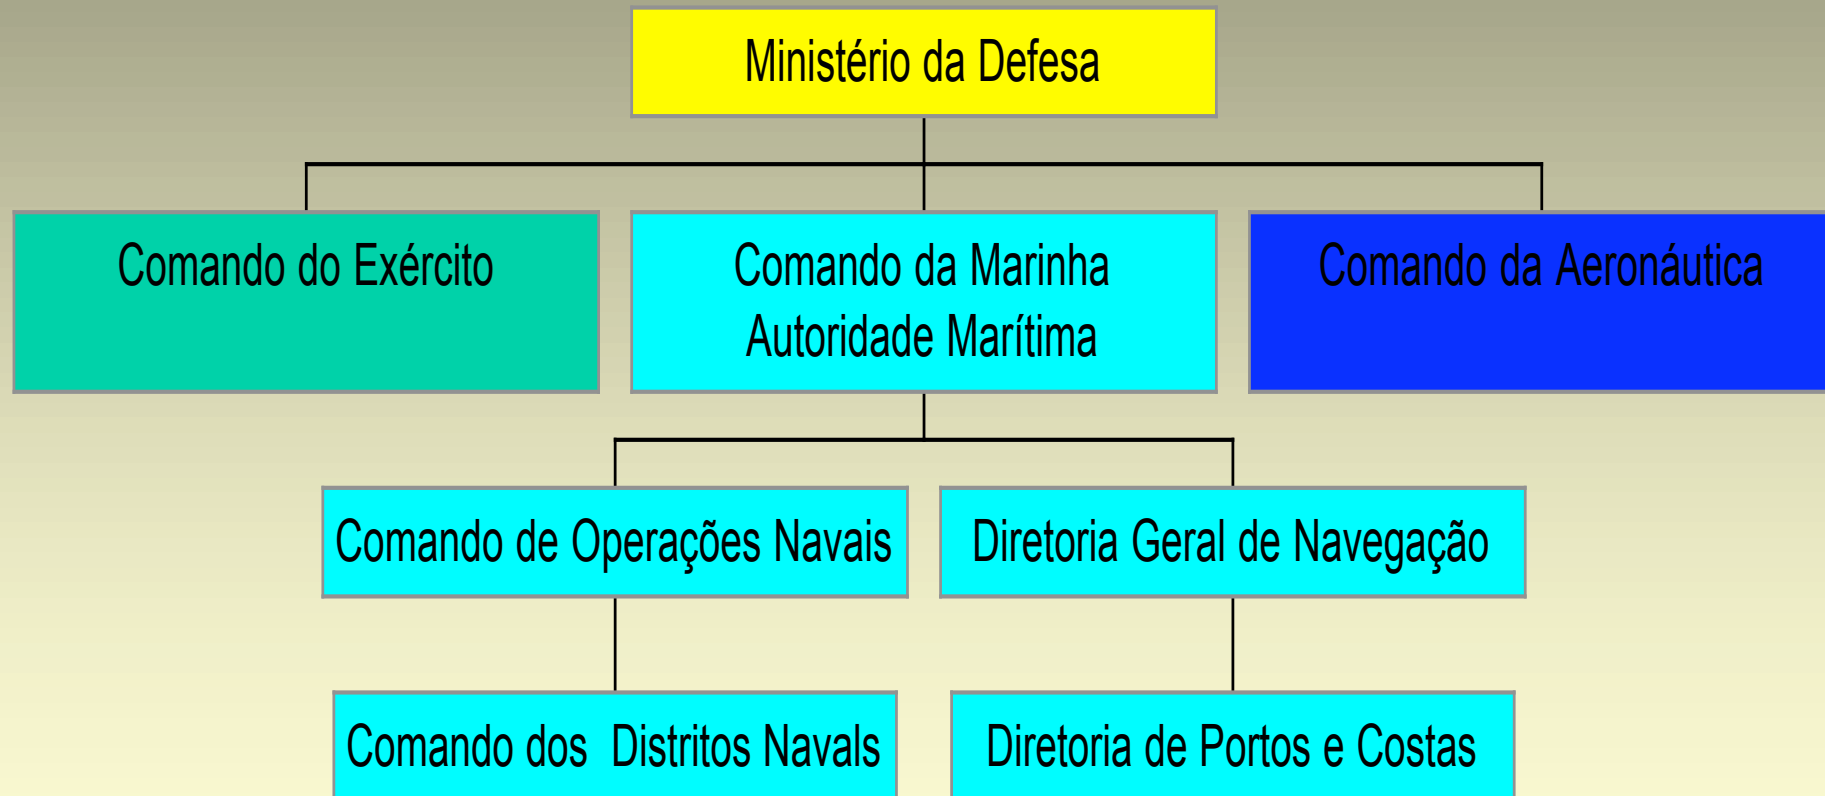 Ministério da Defesa
Comando do Exército
Comando da Marinha
Autoridade Marítima
Comando da Aeronáutica
Comando de Operações Navais
Diretoria Geral de Navegação
Comando dos Distritos Navals
Diretoria de Portos e Costas